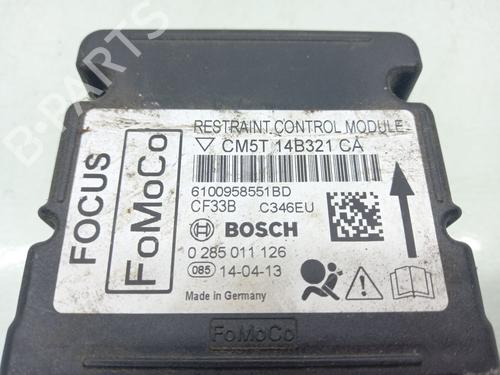 RESTRAINT CONTROL MODULE
CM5T 14B321 CA
6100958551BD
CF33B C346EU
BOSCH
0 285 011 126
085 14-04-13
Made in Germany
FOCUS
FoMoCo
FoMoCo
B-PARTS